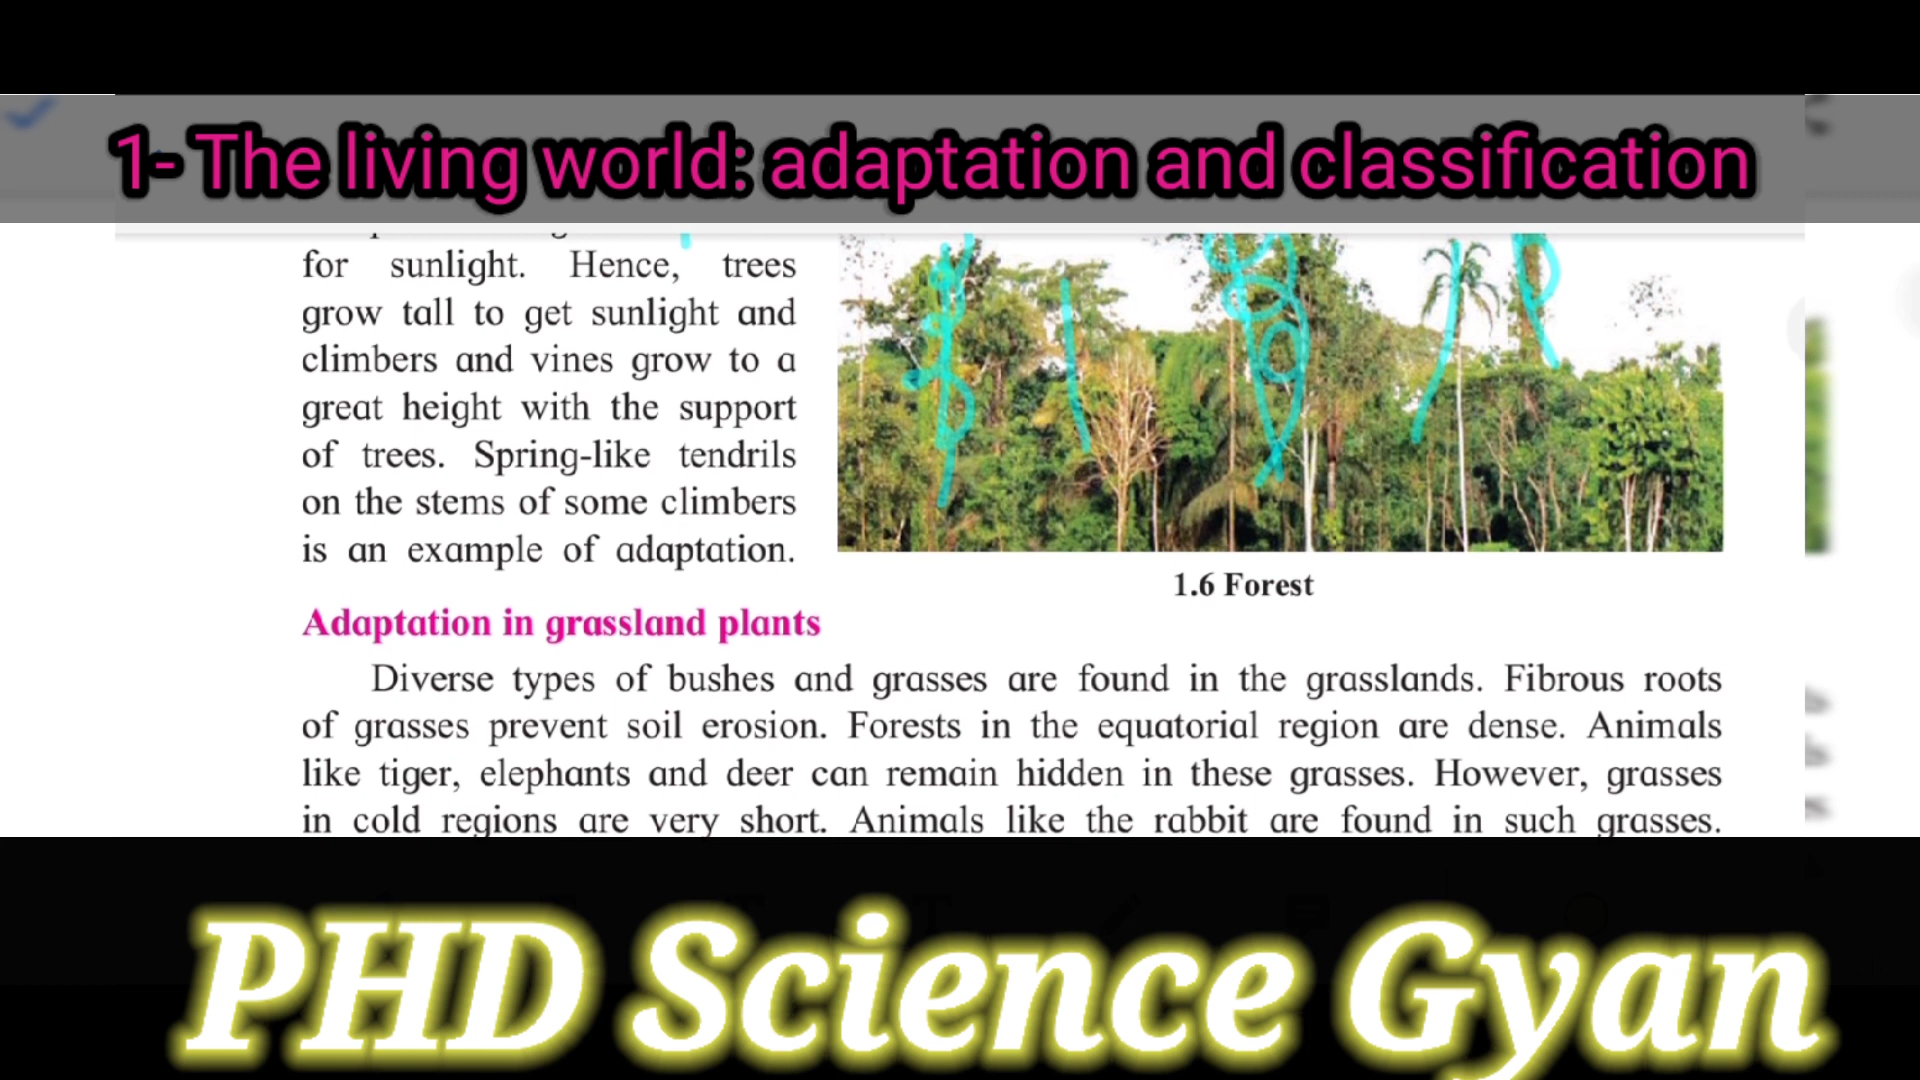 1- The living world: adaptation and classification
for sunlight. Hence, trees
grow tall to get sunlight and
climbers and vines grow to a
great height with the support
of trees. Spring-like tendrils
on the stems of some climbers
is an example of adaptation.
1.6 Forest
Adaptation in grassland plants
Diverse types of bushes and grasses are found in the grasslands. Fibrous roots
of grasses prevent soil erosion. Forests in the equatorial region are dense. Animals
like tiger, elephants and deer can remain hidden in these grasses. However, grasses
in cold regions are very short. Animals like the rabbit are found in such grasses.
PHD Science Gyan